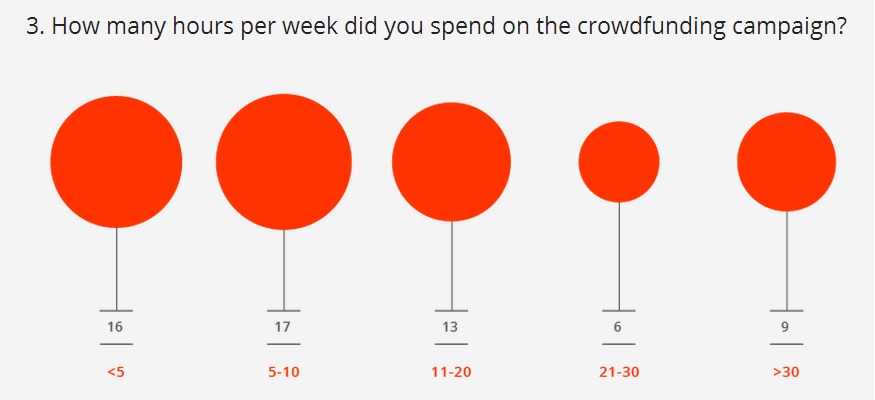 3. How many hours per week did you spend on the crowdfunding campaign?
16 17 13 6 9
<5 5-10 11-20 21-30 >30